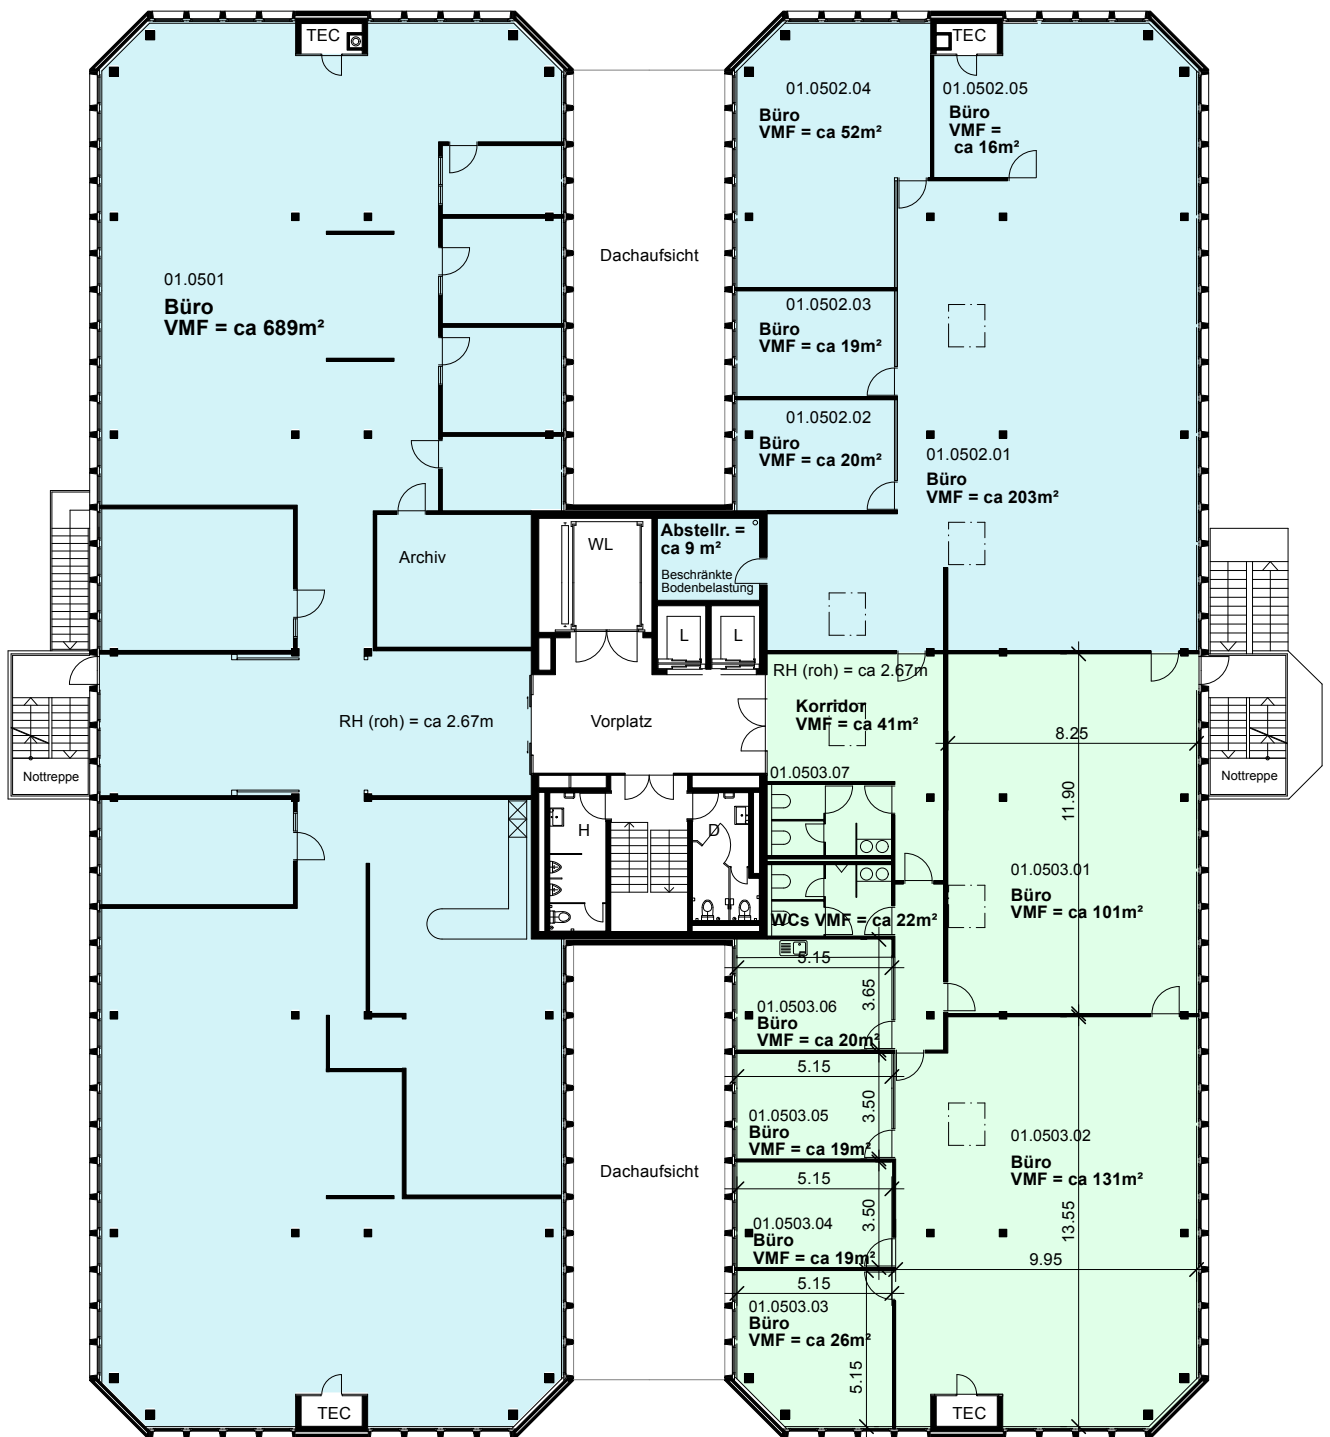 TEC
TEC
01.0502.04
Büro
VMF = ca 52m²
01.0502.05
Büro
VMF =
ca 16m²
Dachaufsicht
01.0501
Büro
VMF = ca 689m²
01.0502.03
Büro
VMF = ca 19m²
01.0502.02
Büro
VMF = ca 20m²
01.0502.01
Büro
VMF = ca 203m²
Archiv
WL
Abstellr. =
ca 9 m²
Beschränkte
Bodenbelastung
L
L
RH (roh) = ca 2.67m
RH (roh) = ca 2.67m
Vorplatz
Korridor
VMF = ca 41m²
01.0503.07
8.25
11.90
Nottreppe
Nottreppe
H
D
WCs VMF = ca 22m²
01.0503.01
Büro
VMF = ca 101m²
5.15
3.65
01.0503.06
Büro
VMF = ca 20m²
5.15
3.50
01.0503.05
Büro
VMF = ca 19m²
01.0503.02
Büro
VMF = ca 131m²
Dachaufsicht
5.15
3.50
01.0503.04
Büro
VMF = ca 19m²
13.55
9.95
5.15
01.0503.03
Büro
VMF = ca 26m²
5.15
TEC
TEC